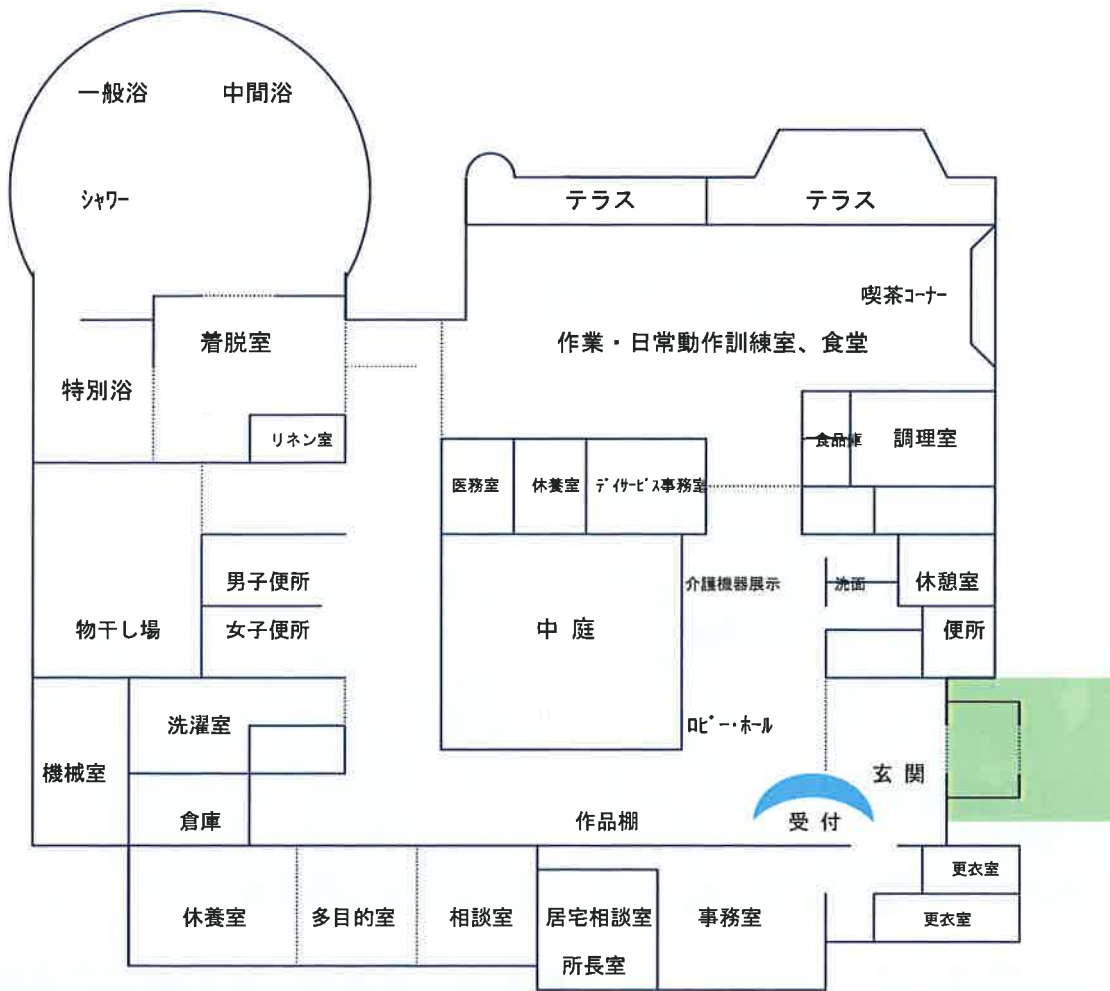 一般浴
中間浴
ｼｬﾜｰ
テラス
テラス
喫茶ｺｰﾅｰ
着脱室
作業・日常動作訓練室、食堂
特別浴
リネン室
食品庫
調理室
医務室
休養室
ﾃﾞｲｻｰﾋﾞｽ事務室
男子便所
介護機器展示
洗面
休憩室
物干し場
女子便所
中 庭
便所
洗濯室
ﾛﾋﾞｰ・ﾎｰﾙ
機械室
玄 関
倉庫
作品棚
受 付
更衣室
休養室
多目的室
相談室
居宅相談室
事務室
更衣室
所長室